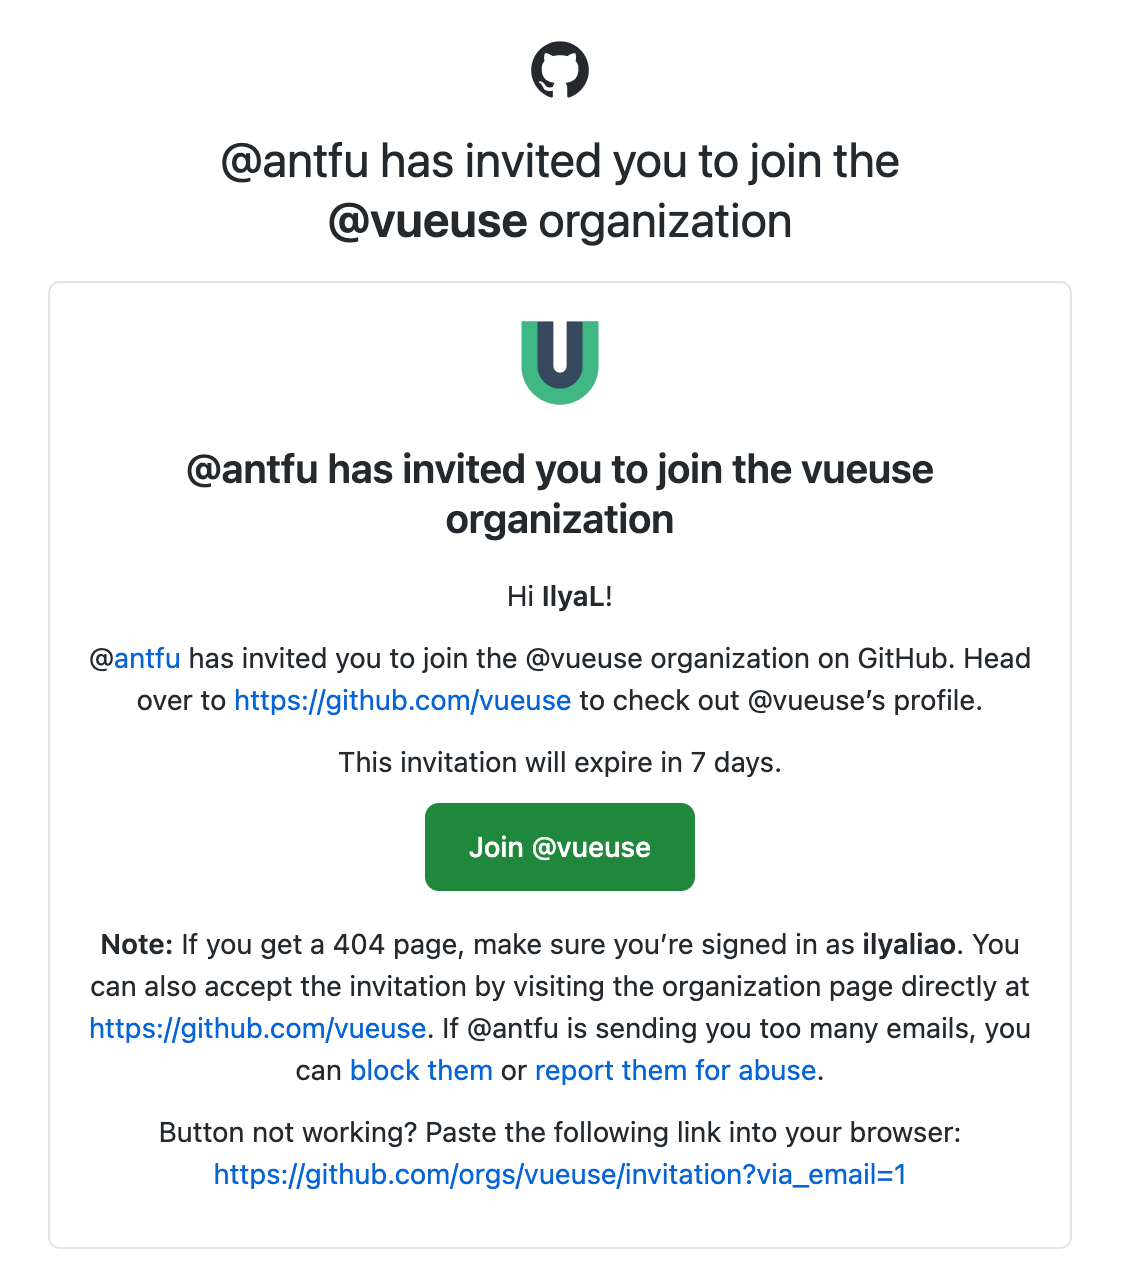 @antfu has invited you to join the
@vueuse organization
@antfu has invited you to join the vueuse
organization
Hi IlyaL!
@antfu has invited you to join the @vueuse organization on GitHub. Head
over to https://github.com/vueuse to check out @vueuse’s profile.
This invitation will expire in 7 days.
Join @vueuse
Note: If you get a 404 page, make sure you’re signed in as ilyaliao. You
can also accept the invitation by visiting the organization page directly at
https://github.com/vueuse. If @antfu is sending you too many emails, you
can block them or report them for abuse.
Button not working? Paste the following link into your browser:
https://github.com/orgs/vueuse/invitation?via_email=1